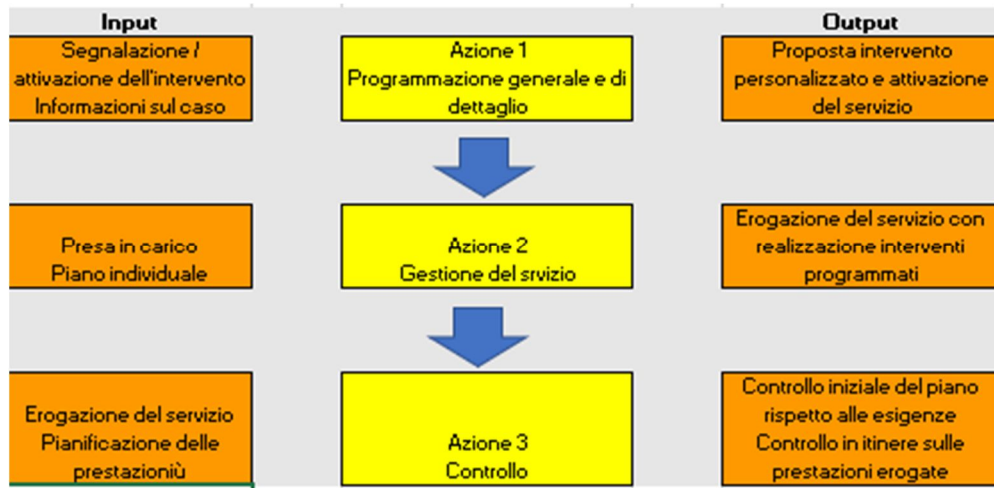 Input
Output
Segnalazione /
attivazione dell'intervento
Informazioni sul caso
Azione 1
Programmazione generale e di
dettaglio
Proposta intervento
personalizzato e attivazione
del servizio
Presa in carico
Piano individuale
Azione 2
Gestione del srvizio
Erogazione del servizio con
realizzazione interventi
programmati
Erogazione del servizio
Pianificazione delle
prestazioniù
Azione 3
Controllo
Controllo iniziale del piano
rispetto alle esigenze
Controllo in itinere sulle
prestazioni erogate